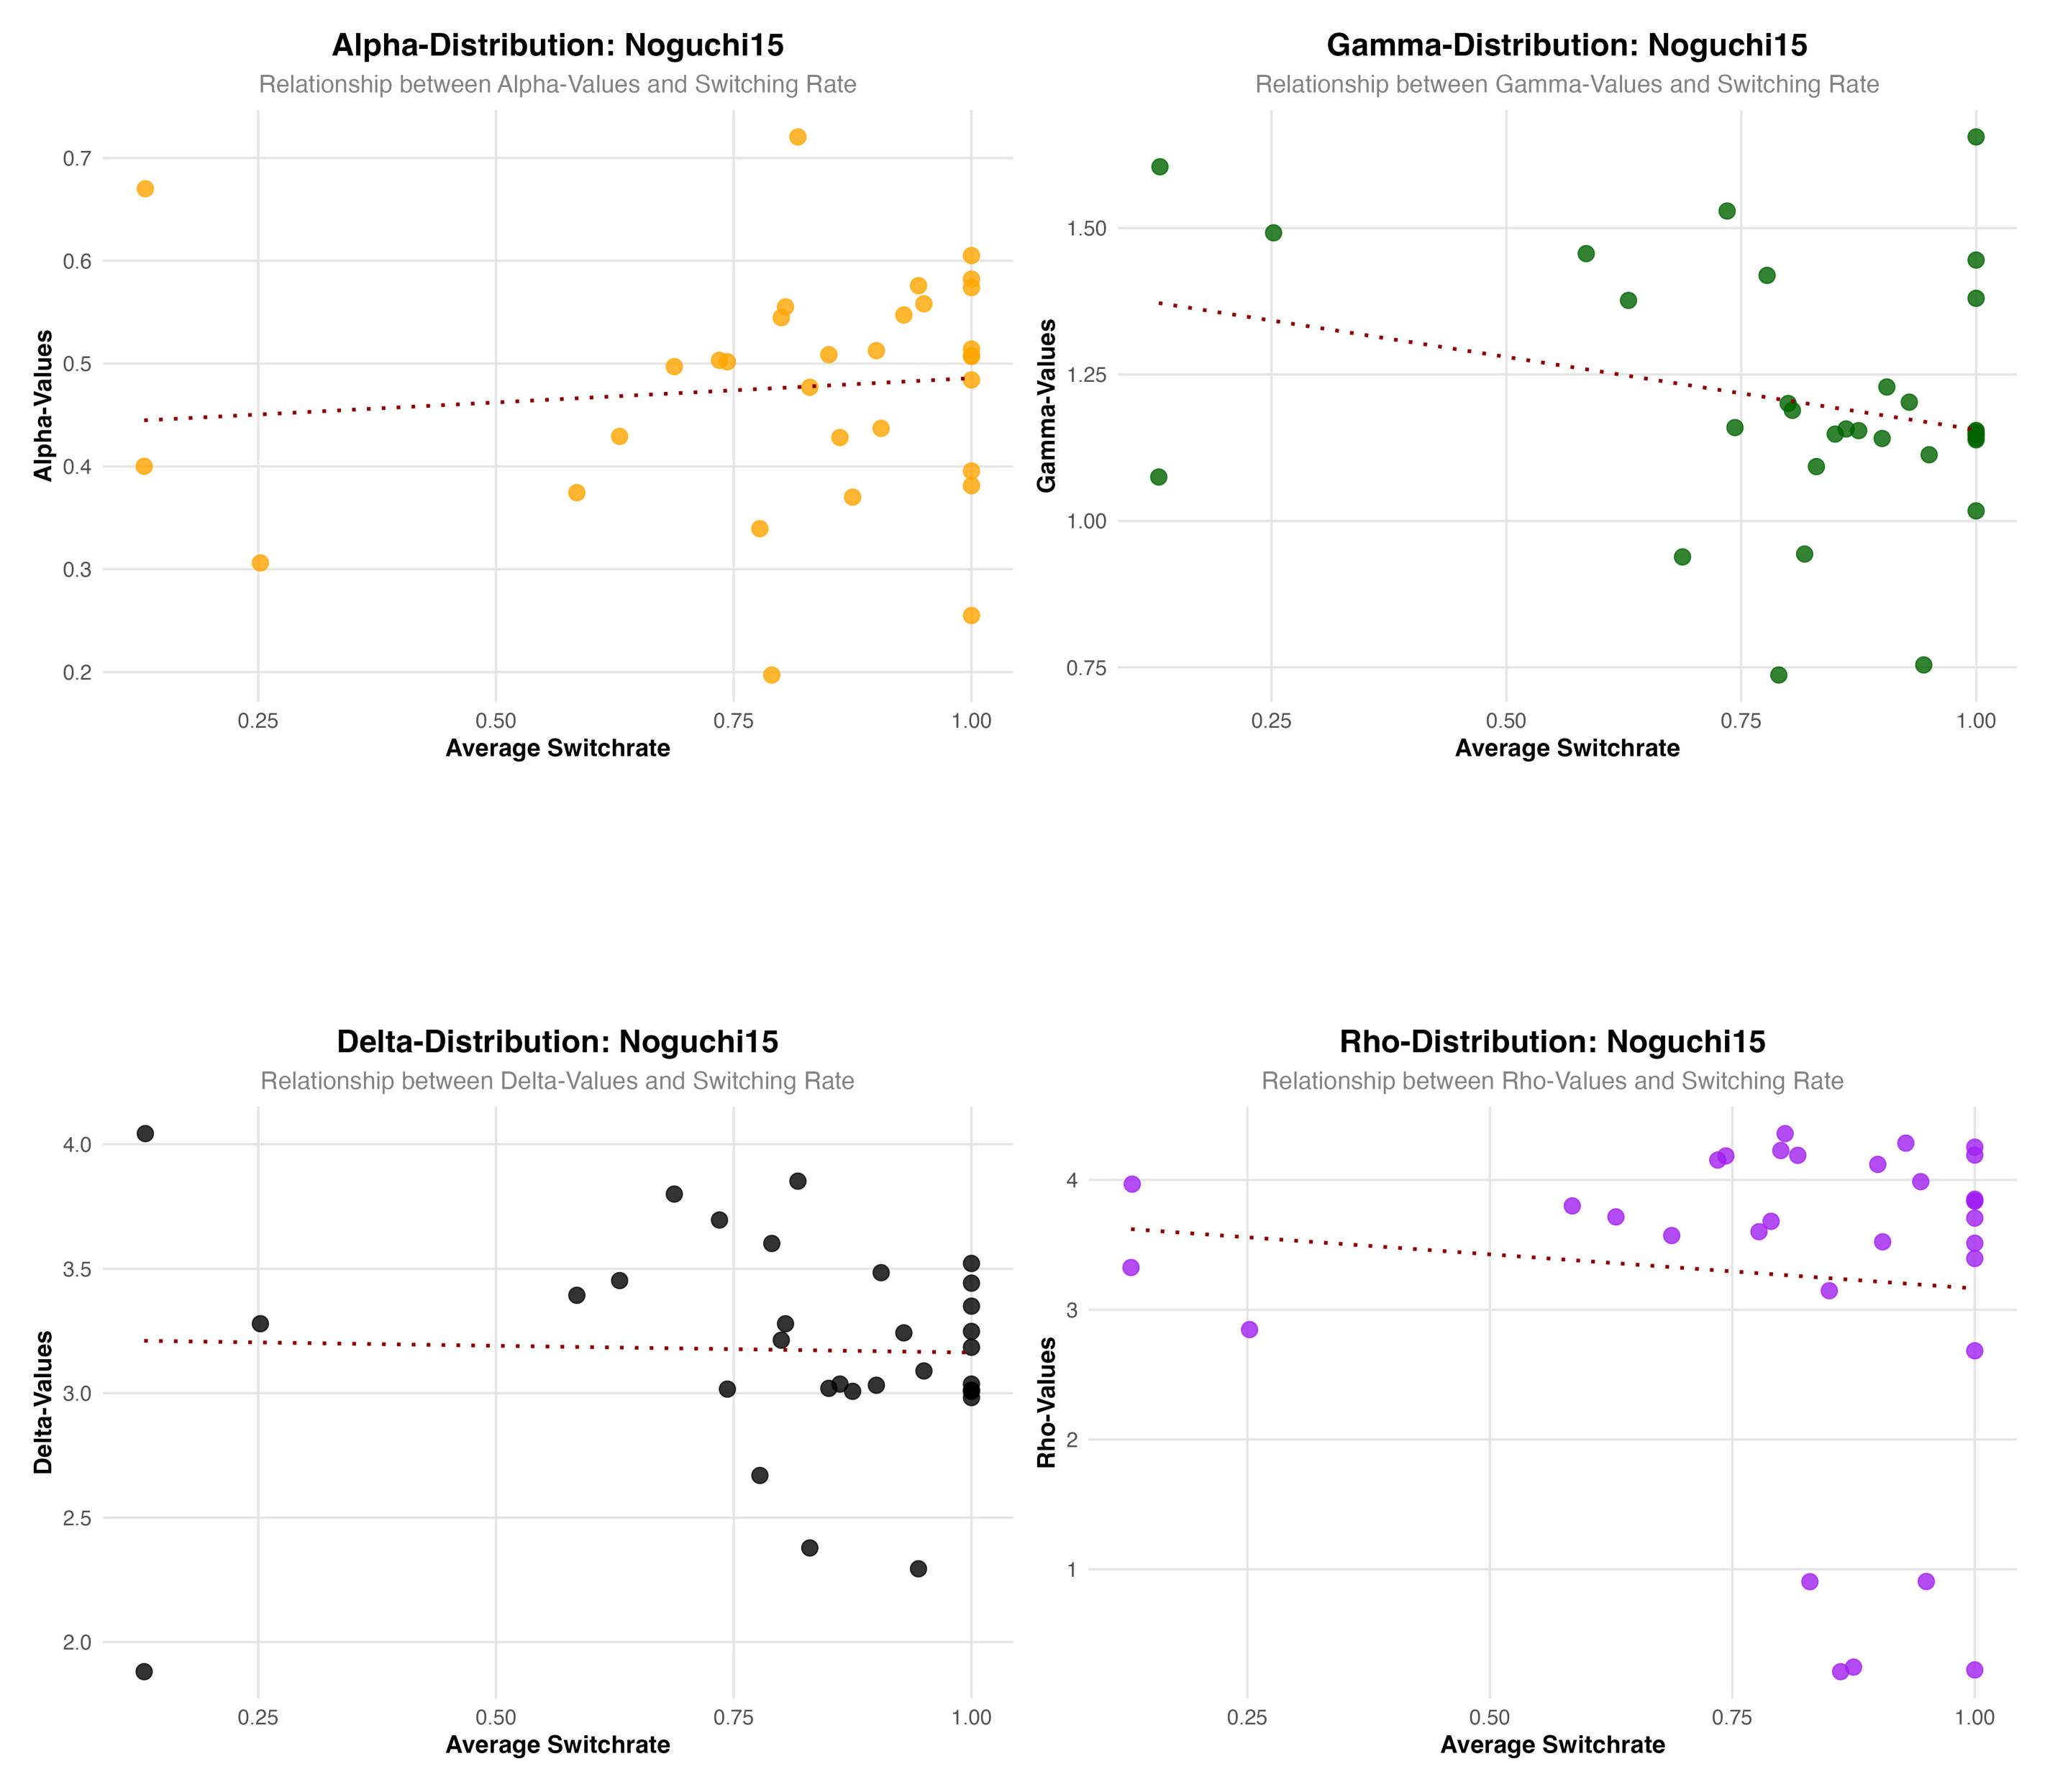 Alpha-Distribution: Noguchi15
Relationship between Alpha-Values and Switching Rate
Alpha-Values
0.7
0.6
0.5
0.4
0.3
0.2
0.25 0.50 0.75 1.00
Average Switchrate
Gamma-Distribution: Noguchi15
Relationship between Gamma-Values and Switching Rate
Gamma-Values
1.50
1.25
1.00
0.75
0.25 0.50 0.75 1.00
Average Switchrate
Delta-Distribution: Noguchi15
Relationship between Delta-Values and Switching Rate
Delta-Values
4.0
3.5
3.0
2.5
2.0
0.25 0.50 0.75 1.00
Average Switchrate
Rho-Distribution: Noguchi15
Relationship between Rho-Values and Switching Rate
Rho-Values
4
3
2
1
0.25 0.50 0.75 1.00
Average Switchrate